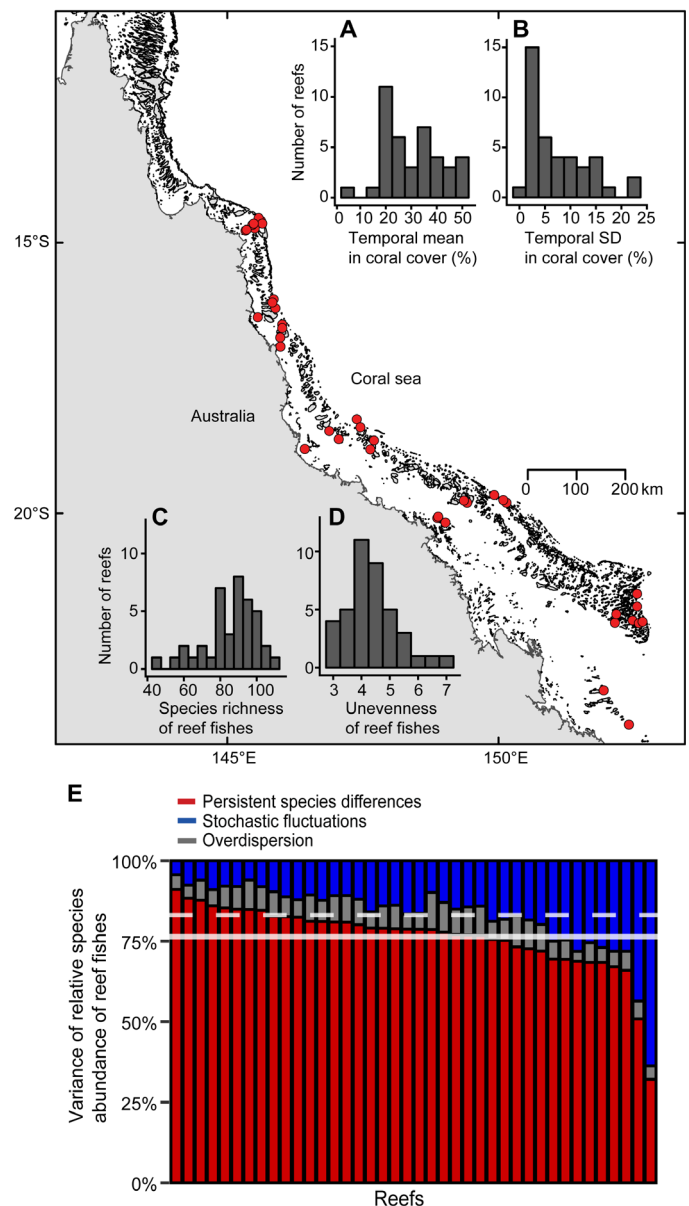 A
B
15
10
5
0
Number of reefs
0 10 20 30 40 50
Temporal mean
in coral cover (%)
15
10
5
0
0 5 10 15 20 25
Temporal SD
in coral cover (%)
15°S
Coral sea
Australia
0 100 200 km
20°S
C
D
10
5
0
Number of reefs
40 60 80 100
Species richness
of reef fishes
10
5
0
3 4 5 6 7
Unevenness
of reef fishes
145°E 150°E
E
Persistent species differences
Stochastic fluctuations
Overdispersion
100%
75%
50%
25%
0%
Variance of relative species
abundance of reef fishes
Reefs